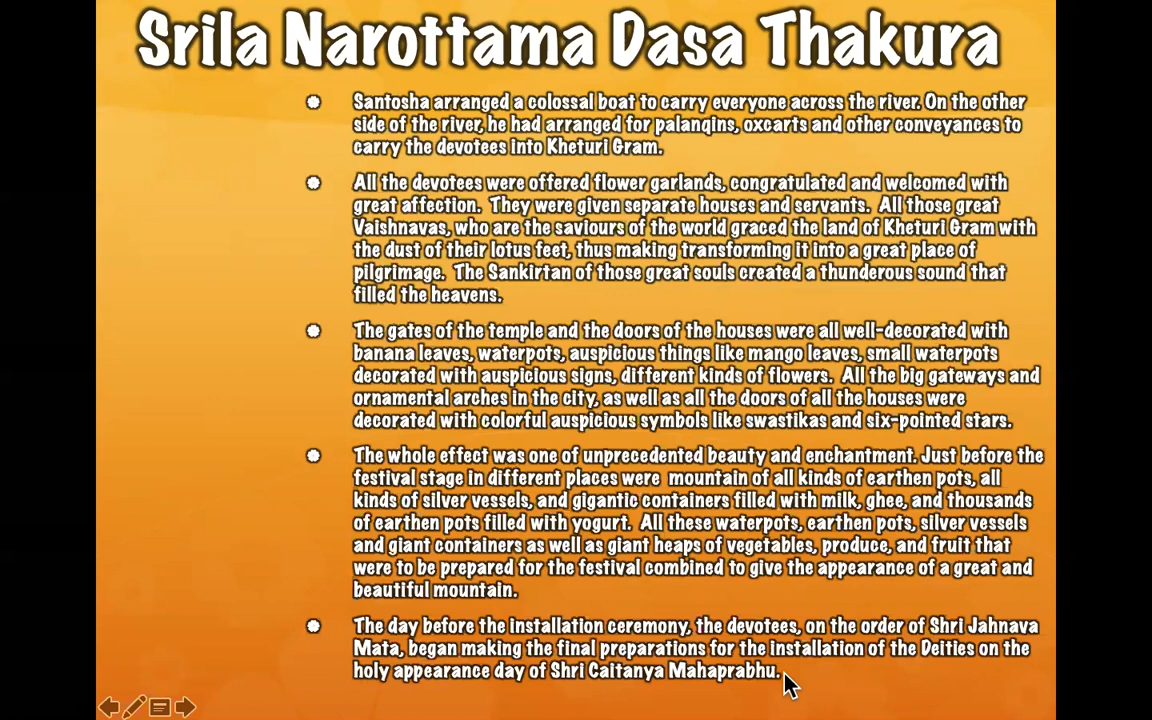 Srila Narottama Dasa Thakura
Santosha arranged a colossal boat to carry everyone across the river. On the other
side of the river, he had arranged for palanqins, oxcarts and other conveyances to
carry the devotees into Kheturi Gram.
All the devotees were offered flower garlands, congratulated and welcomed with
great affection. They were given separate houses and servants. All those great
Vaishnavas, who are the saviours of the world graced the land of Kheturi Gram with
the dust of their lotus feet, thus making transforming it into a great place of
pilgrimage. The Sankirtan of those great souls created a thunderous sound that
filled the heavens.
The gates of the temple and the doors of the houses were all well-decorated with
banana leaves, waterpots, auspicious things like mango leaves, small waterpots
decorated with auspicious signs, different kinds of flowers. All the big gateways and
ornamental arches in the city, as well as all the doors of all the houses were
decorated with colorful auspicious symbols like swastikas and six-pointed stars.
The whole effect was one of unprecedented beauty and enchantment. Just before the
festival stage in different places were mountain of all kinds of earthen pots, all
kinds of silver vessels, and gigantic containers filled with milk, ghee, and thousands
of earthen pots filled with yogurt. All these waterpots, earthen pots, silver vessels
and giant containers as well as giant heaps of vegetables, produce, and fruit that
were to be prepared for the festival combined to give the appearance of a great and
beautiful mountain.
The day before the installation ceremony, the devotees, on the order of Shri Jahnava
Mata, began making the final preparations for the installation of the Deities on the
holy appearance day of Shri Caitanya Mahaprabhu.